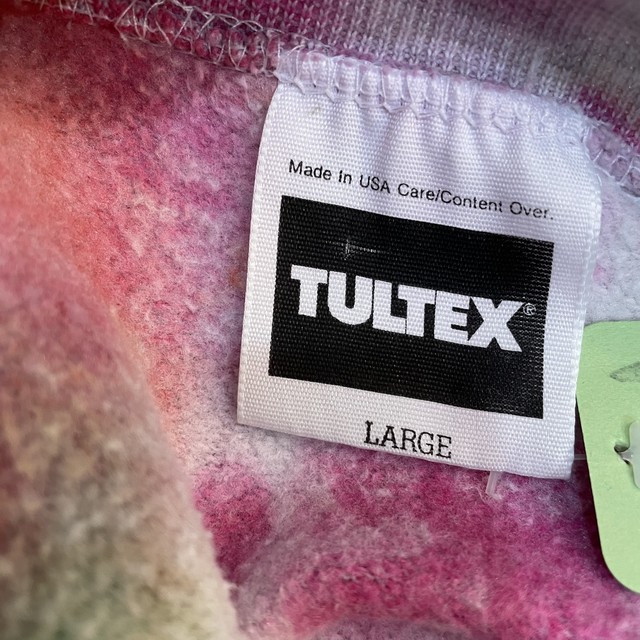 Made In USA Care/Content Over.
TULTEX®
LARGE